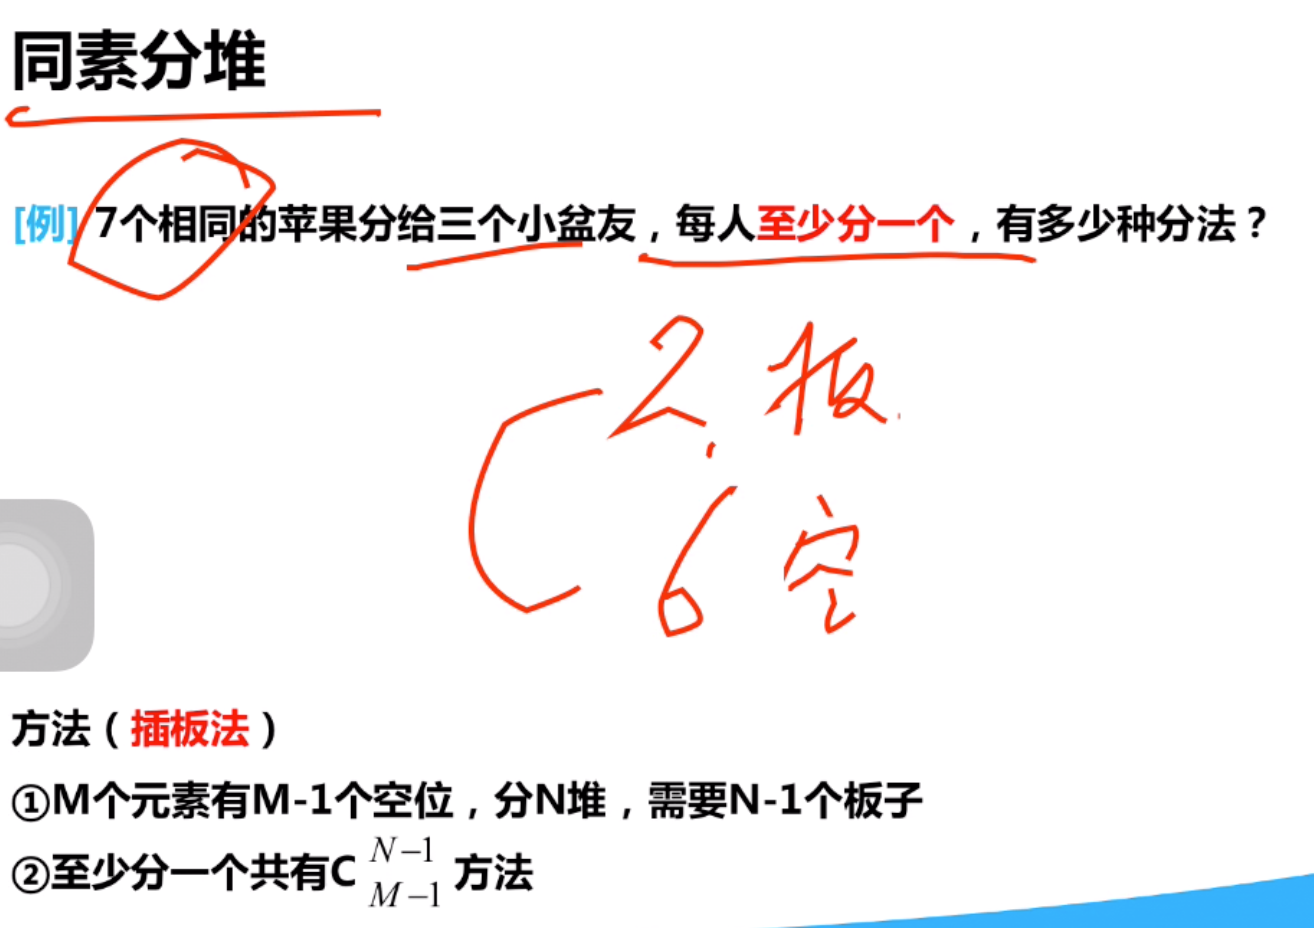 同素分堆
[例] 7个相同的苹果分给三个小盆友，每人至少分一个，有多少种分法？
C 2 板
6 空
方法（插板法）
①M个元素有M-1个空位，分N堆，需要N-1个板子
②至少分一个共有C N-1 M-1 方法